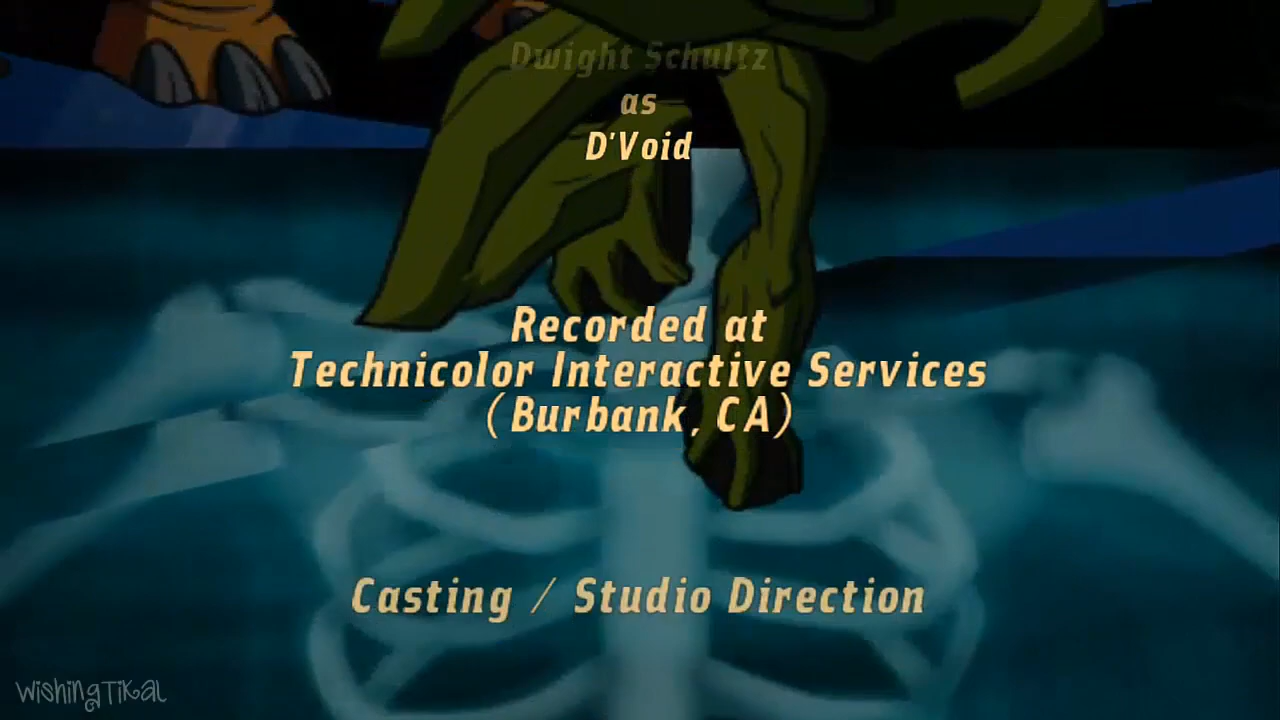 Dwight Schultz
as
D'Void
Recorded at
Technicolor Interactive Services
(Burbank, CA)
Casting / Studio Direction
WishingTikal